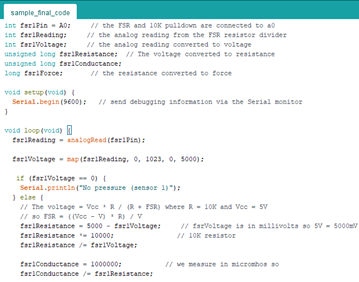 sample_final_code
int fsr1Pin = A0;     // the FSR and 10K pulldown are connected to a0
int fsr1Reading;     // the analog reading from the FSR resistor divider
int fsr1Voltage;     // the analog reading converted to voltage
unsigned long fsr1Resistance;  // The voltage converted to resistance
unsigned long fsr1Conductance;
long fsr1Force;       // the resistance converted to force
void setup(void) {
  Serial.begin(9600);   // send debugging information via the Serial monitor
}
void loop(void) {
  fsr1Reading = analogRead(fsr1Pin);
  fsr1Voltage = map(fsr1Reading, 0, 1023, 0, 5000);
   if (fsr1Voltage == 0) {
    Serial.println("No pressure (sensor 1)");
  } else {
    // The voltage = Vcc * R / (R + FSR) where R = 10K and Vcc = 5V
    // so FSR = ((Vcc - V) * R) / V
    fsr1Resistance = 5000 - fsr1Voltage;     // fsrVoltage is in millivolts so 5V = 5000mV
    fsr1Resistance *= 10000;                // 10K resistor
    fsr1Resistance /= fsr1Voltage;
    fsr1Conductance = 1000000;           // we measure in micromhos so
    fsr1Conductance /= fsr1Resistance;